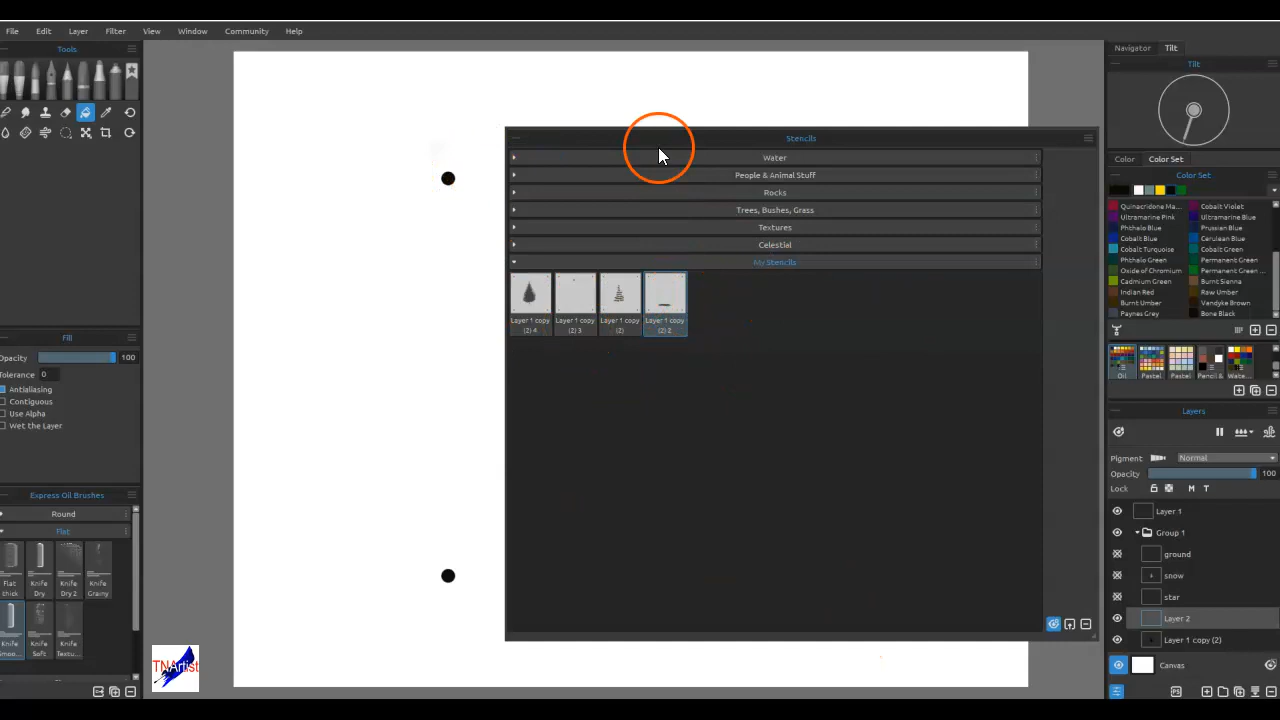 File Edit Layer Filter View Window Community Help
Tools
Navigator Tilt
Tilt
Stencils
Water
People & Animal Stuff
Rocks
Trees, Bushes, Grass
Textures
Celestial
My Stencils
Layer 1 copy (2) 4
Layer 1 copy (2) 3
Layer 1 copy (2)
Layer 1 copy (2) 2
Color Color Set
Color Set
Quinacridone Ma... Cobalt Violet
Ultramarine Pink Ultramarine Blue
Phthalo Blue Prussian Blue
Cobalt Blue Cerulean Blue
Cobalt Turquoise Cobalt Green
Phthalo Green Permanent Gree...
Oxide of Chromium Permanent Green ...
Cadmium Green Burnt Sienna
Indian Red Raw Umber
Burnt Umber Vandyke Brown
Paynes Grey Bone Black
Oil Pastel Pastel Pencil & Wate...
Fill
Opacity 100
Tolerance 0
Antialiasing
Contiguous
Use Alpha
Wet the Layer
Layers
Pigment Normal
Opacity 100
Lock M T
Layer 1
Group 1
ground
snow
star
Layer 2
Layer 1 copy (2)
Canvas
PS
Express Oil Brushes
Round
Flat
Flat thick
Knife Dry
Knife Dry 2
Knife Grainy
Knife Smoo...
Knife Soft
Knife Textu...
TNArtist